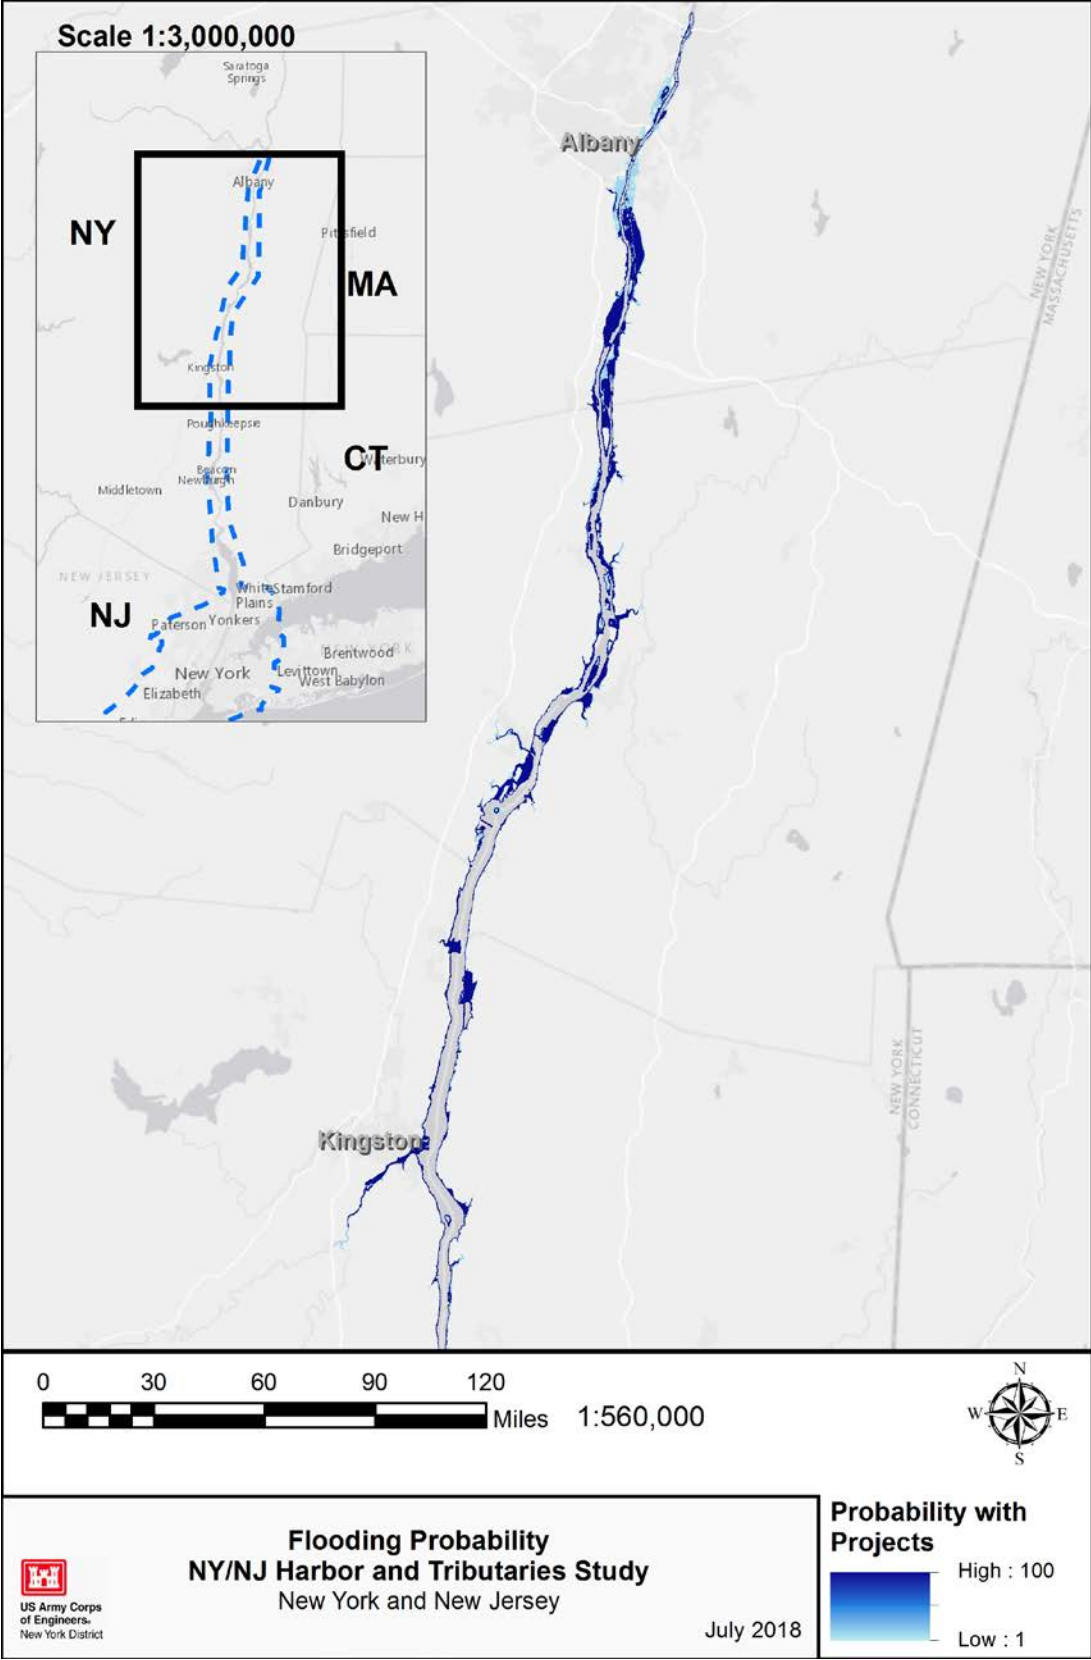 Scale 1:3,000,000
Saratoga
Springs
Albany
NY
Pittsfield
MA
Kingston
Poughkeepsie
CT
Waterbury
Beacon
Newburgh
Middletown
Danbury
New H
Bridgeport
NEW JERSEY
White
Plains
Stamford
NJ
Paterson
Yonkers
Brentwood
New York
Levittown
West Babylon
Elizabeth
Albany
NEW YORK
MASSACHUSETTS
NEW YORK
CONNECTICUT
Kingston
0 30 60 90 120
Miles 1:560,000
N
W E
S
Flooding Probability
NY/NJ Harbor and Tributaries Study
New York and New Jersey
July 2018
US Army Corps
of Engineers®
New York District
Probability with
Projects
High : 100
Low : 1